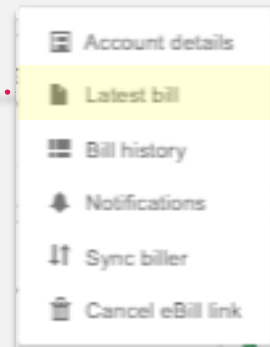 Account details
Latest bill
Bill history
Notifications
Sync biller
Cancel eBill link